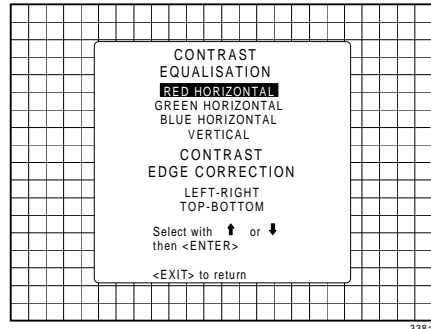 CONTRAST
EQUALISATION
RED HORIZONTAL
GREEN HORIZONTAL
BLUE HORIZONTAL
VERTICAL
CONTRAST
EDGE CORRECTION
LEFT-RIGHT
TOP-BOTTOM
Select with ⬆ or ⬇
then <ENTER>
<EXIT> to return